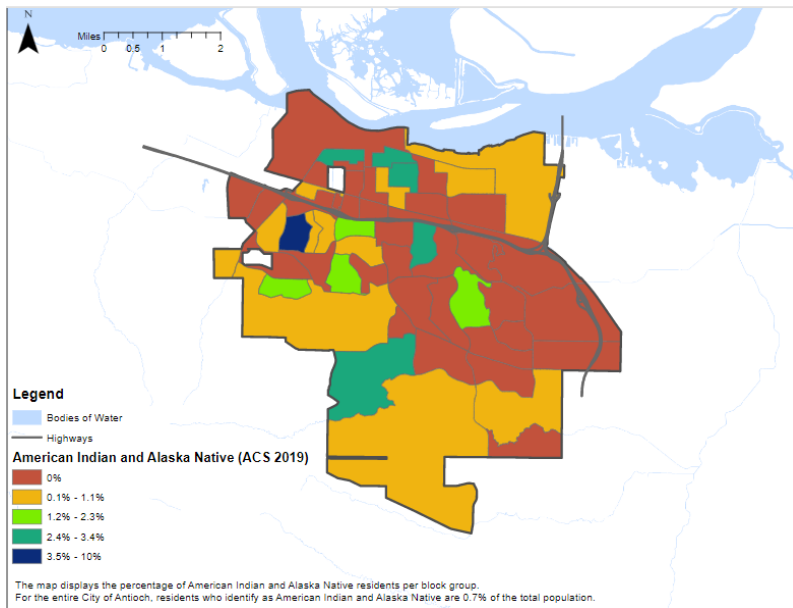 N
Miles
0 0.5 1 2
Legend
Bodies of Water
Highways
American Indian and Alaska Native (ACS 2019)
0%
0.1% - 1.1%
1.2% - 2.3%
2.4% - 3.4%
3.5% - 10%
The map displays the percentage of American Indian and Alaska Native residents per block group.
For the entire City of Antioch, residents who identify as American Indian and Alaska Native are 0.7% of the total population.